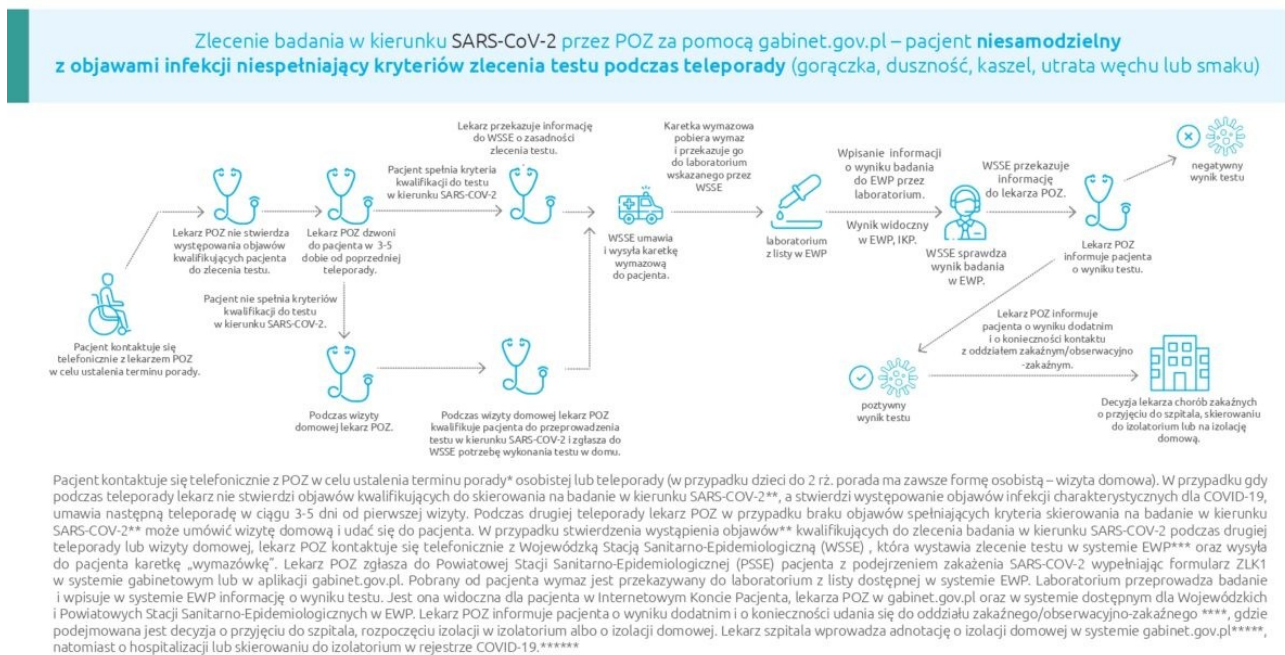 Zlecenie badania w kierunku SARS-CoV-2 przez POZ za pomocą gabinet.gov.pl – pacjent niesamodzielny
z objawami infekcji niespełniający kryteriów zlecenia testu podczas teleporady (gorączka, duszność, kaszel, utrata węchu lub smaku)
Pacjent kontaktuje się
telefonicznie z lekarzem POZ
w celu ustalenia terminu porady.
Lekarz POZ nie stwierdza
występowania objawów
kwalifikujących pacjenta
do zlecenia testu.
Lekarz POZ dzwoni
do pacjenta w 3-5
dobie od poprzedniej
teleporady.
Pacjent spełnia kryteria
kwalifikacji do testu
w kierunku SARS-COV-2
Lekarz przekazuje informację
do WSSE o zasadności
zlecenia testu.
Pacjent nie spełnia kryteriów
kwalifikacji do testu
w kierunku SARS-COV-2.
Podczas wizyty
domowej lekarz POZ.
Podczas wizyty domowej lekarz POZ
kwalifikuje pacjenta do przeprowadzenia
testu w kierunku SARS-COV-2 i zgłasza do
WSSE potrzebę wykonania testu w domu.
WSSE umawia
i wysyła karetkę
wymazową
do pacjenta.
Karetka wymazowa
pobiera wymaz
i przekazuje go
do laboratorium
wskazanego przez
WSSE
laboratorium
z listy w EWP
Wpisanie informacji
o wyniku badania
do EWP przez
laboratorium.
Wynik widoczny
w EWP, IKP.
WSSE sprawdza
wynik badania
w EWP.
WSSE przekazuje
informację
do lekarza POZ.
Lekarz POZ
informuje pacjenta
o wyniku testu.
negatywny
wynik testu
poztywny
wynik testu
Lekarz POZ informuje
pacjenta o wyniku dodatnim
i o konieczności kontaktu
z oddziałem zakaźnym/obserwacyjno
-zakaźnym.
Decyzja lekarza chorób zakaźnych
o przyjęciu do szpitala, skierowaniu
do izolatorium lub na izolację
domową.
Pacjent kontaktuje się telefonicznie z POZ w celu ustalenia terminu porady* osobistej lub teleporady (w przypadku dzieci do 2 rż. porada ma zawsze formę osobistą – wizyta domowa). W przypadku gdy
podczas teleporady lekarz nie stwierdzi objawów kwalifikujących do skierowania na badanie w kierunku SARS-COV-2**, a stwierdzi występowanie objawów infekcji charakterystycznych dla COVID-19,
umawia następną teleporadę w ciągu 3-5 dni od pierwszej wizyty. Podczas drugiej teleporady lekarz POZ w przypadku braku objawów spełniających kryteria skierowania na badanie w kierunku
SARS-COV-2** może umówić wizytę domową i udać się do pacjenta. W przypadku stwierdzenia wystąpienia objawów** kwalifikujących do zlecenia badania w kierunku SARS-COV-2 podczas drugiej
teleporady lub wizyty domowej, lekarz POZ kontaktuje się telefonicznie z Wojewódzką Stacją Sanitarno-Epidemiologiczną (WSSE) , która wystawia zlecenie testu w systemie EWP*** oraz wysyła
do pacjenta karetkę „wymazówkę”. Lekarz POZ zgłasza do Powiatowej Stacji Sanitarno-Epidemiologicznej (PSSE) pacjenta z podejrzeniem zakażenia SARS-COV-2 wypełniając formularz ZLK1
w systemie gabinetowym lub w aplikacji gabinet.gov.pl. Pobrany od pacjenta wymaz jest przekazywany do laboratorium z listy dostępnej w systemie EWP. Laboratorium przeprowadza badanie
i wpisuje w systemie EWP informację o wyniku testu. Jest ona widoczna dla pacjenta w Internetowym Koncie Pacjenta, lekarza POZ w gabinet.gov.pl oraz w systemie dostępnym dla Wojewódzkich
i Powiatowych Stacji Sanitarno-Epidemiologicznych w EWP. Lekarz POZ informuje pacjenta o wyniku dodatnim i o konieczności udania się do oddziału zakaźnego/obserwacyjno-zakaźnego ****, gdzie
podejmowana jest decyzja o przyjęciu do szpitala, rozpoczęciu izolacji w izolatorium albo o izolacji domowej. Lekarz szpitala wprowadza adnotację o izolacji domowej w systemie gabinet.gov.pl*****,
natomiast o hospitalizacji lub skierowaniu do izolatorium w rejestrze COVID-19.******